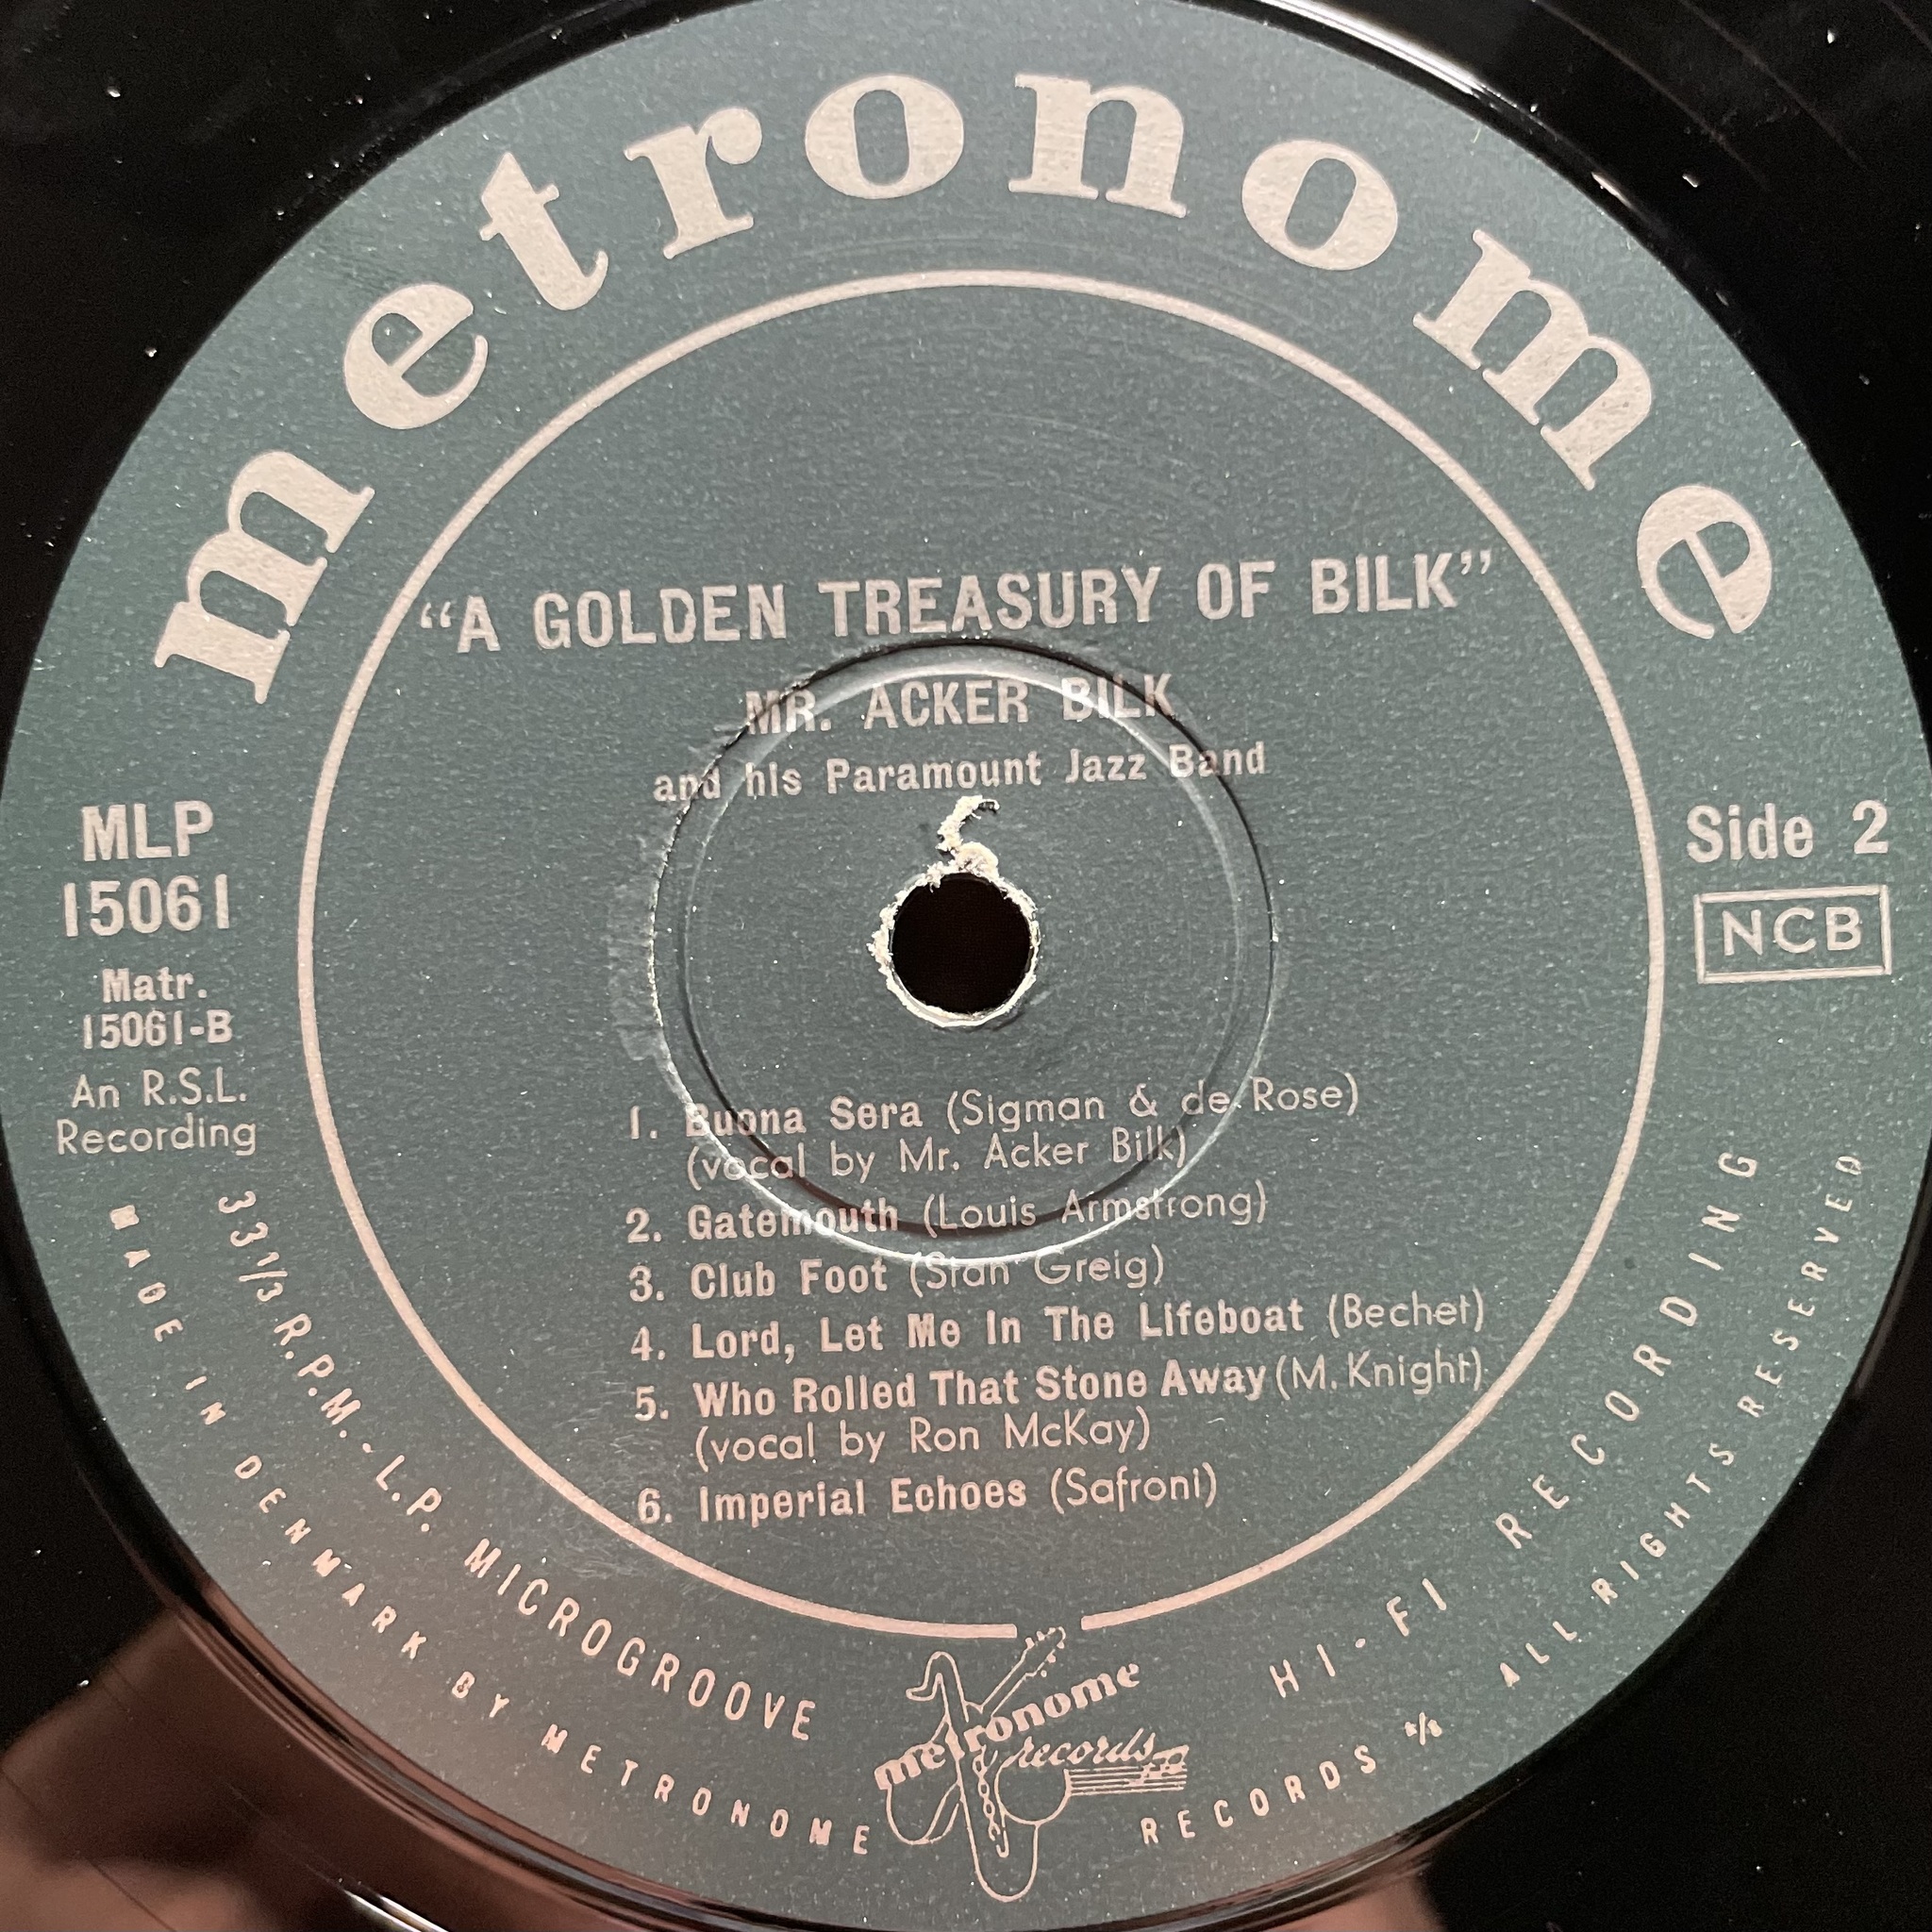 metronome
“A GOLDEN TREASURY OF BILK”
MR. ACKER BILK
and his Paramount Jazz Band
MLP
15061
Matr.
15061-B
An R.S.L.
Recording
Side 2
NCB
1. Buona Sera (Sigman & de Rose)
(vocal by Mr. Acker Bilk)
2. Gatemouth (Louis Armstrong)
3. Club Foot (Stan Greig)
4. Lord, Let Me In The Lifeboat (Bechet)
5. Who Rolled That Stone Away (M. Knight)
(vocal by Ron McKay)
6. Imperial Echoes (Safroni)
33 1/3 R.P.M. - L.P. MICROGROOVE
HI-FI RECORDING
MADE IN DENMARK BY METRONOME RECORDS A/S ALL RIGHTS RESERVED
metronome
records